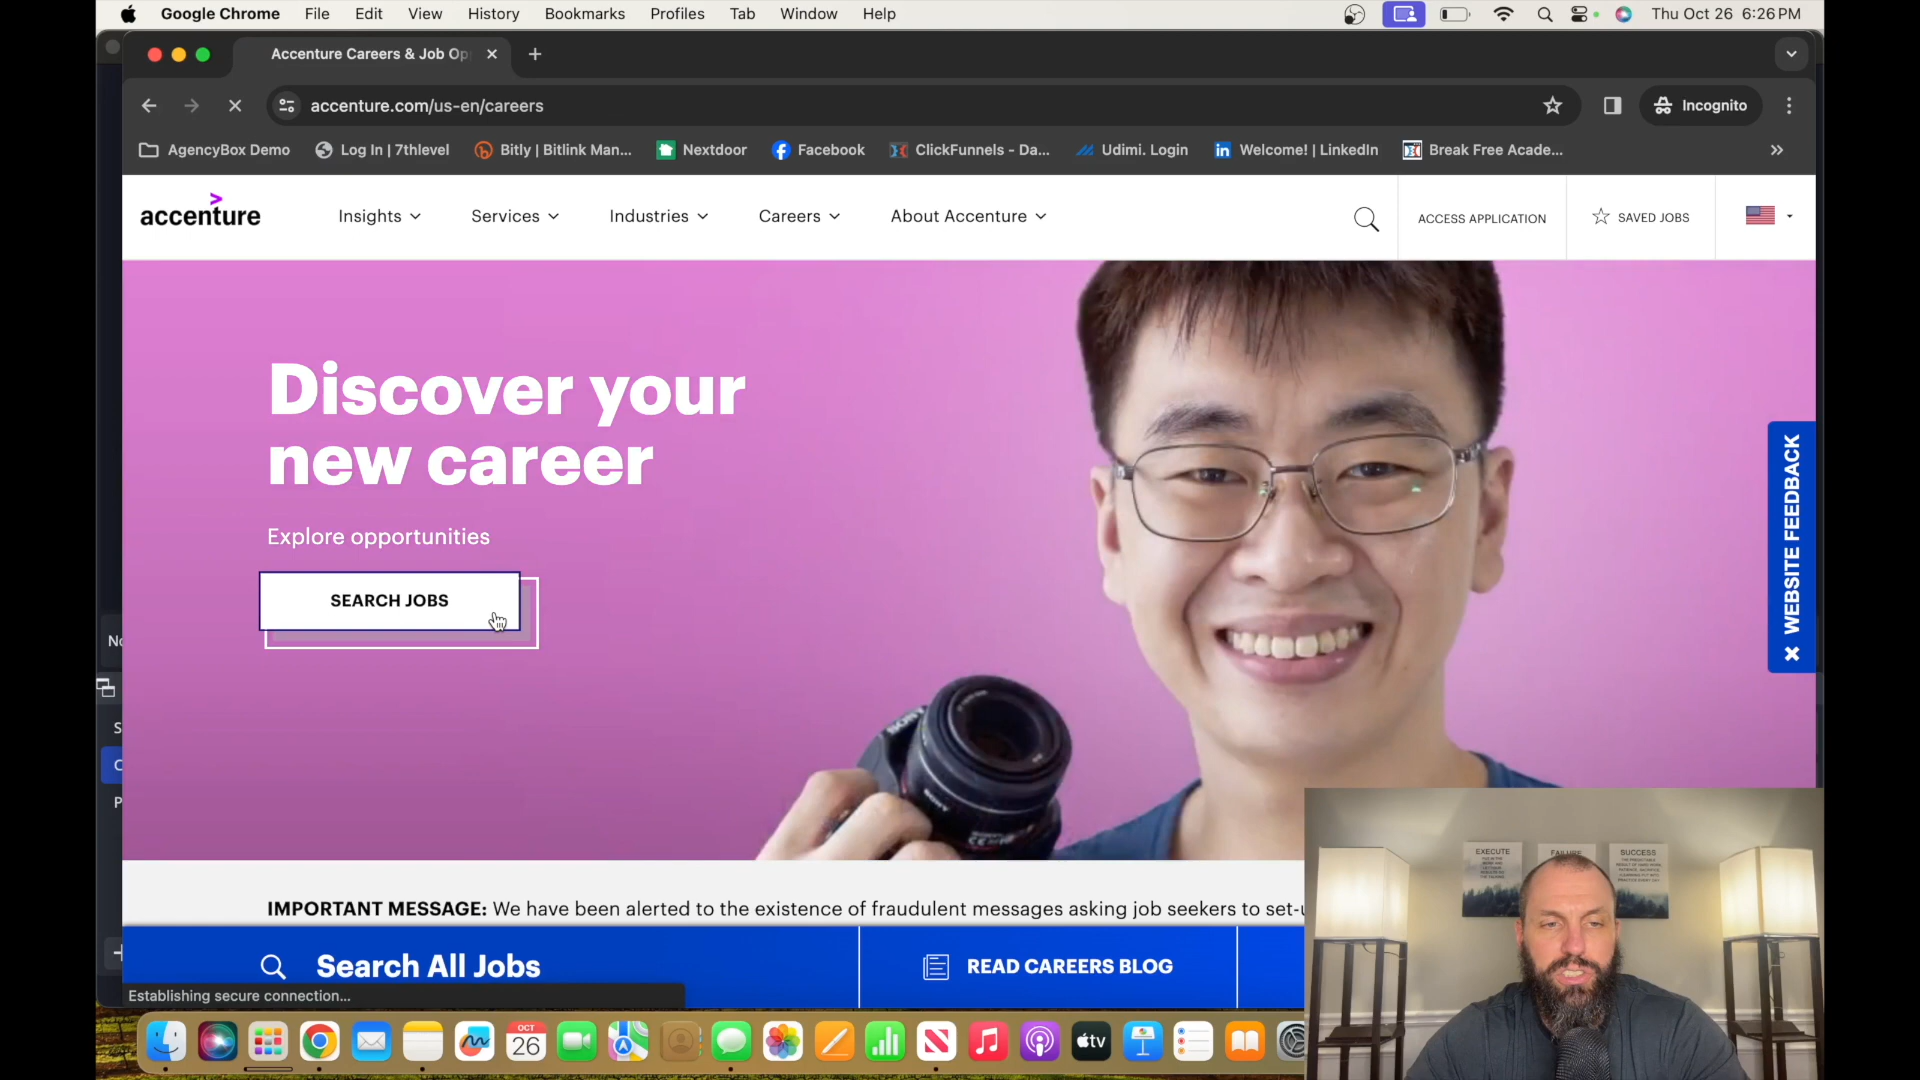 Google Chrome File Edit View History Bookmarks Profiles Tab Window Help Thu Oct 26 6:26 PM
Accenture Careers & Job Op
accenture.com/us-en/careers Incognito
AgencyBox Demo Log In | 7thlevel Bitly | Bitlink Man... Nextdoor Facebook ClickFunnels - Da... Udimi. Login Welcome! | LinkedIn Break Free Acade...
accenture Insights Services Industries Careers About Accenture ACCESS APPLICATION SAVED JOBS
Discover your
new career
Explore opportunities
SEARCH JOBS
WEBSITE FEEDBACK
IMPORTANT MESSAGE: We have been alerted to the existence of fraudulent messages asking job seekers to set-u
Search All Jobs READ CAREERS BLOG
Establishing secure connection...
EXECUTE FAILURE SUCCESS
SONY
OCT
26
tv